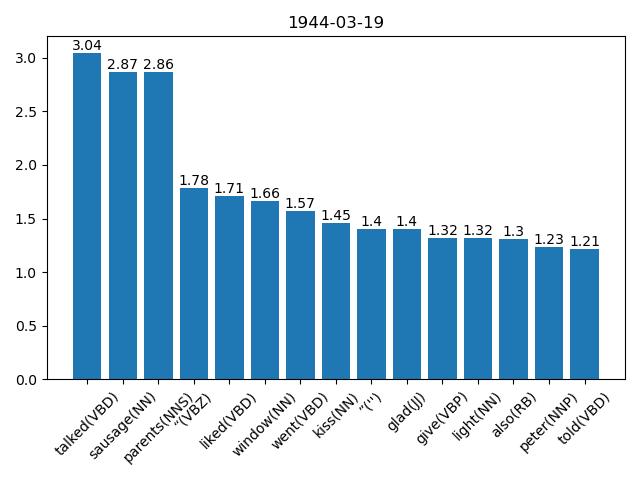 1944-03-19
3.04
2.87
2.86
1.78
1.71
1.66
1.57
1.45
1.4
1.4
1.32
1.32
1.3
1.23
1.21
3.0
2.5
2.0
1.5
1.0
0.5
0.0
talked(VBD)
sausage(NN)
parents(NNS)
“(VBZ)
liked(VBD)
window(NN)
went(VBD)
kiss(NN)
”('')
glad(JJ)
give(VBP)
light(NN)
also(RB)
peter(NNP)
told(VBD)